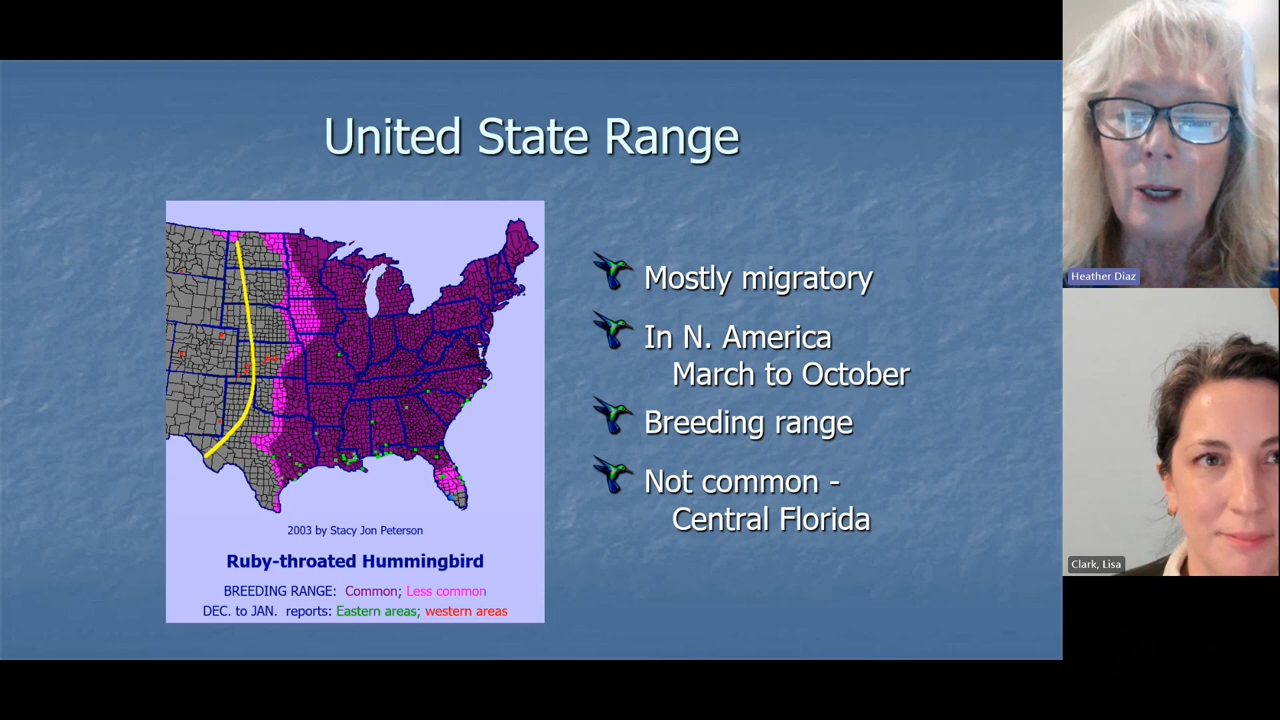 United State Range
Mostly migratory
In N. America
March to October
Breeding range
Not common -
Central Florida
2003 by Stacy Jon Peterson
Ruby-throated Hummingbird
BREEDING RANGE: Common; Less common
DEC. to JAN. reports: Eastern areas; western areas
Heather Diaz
Clark, Lisa